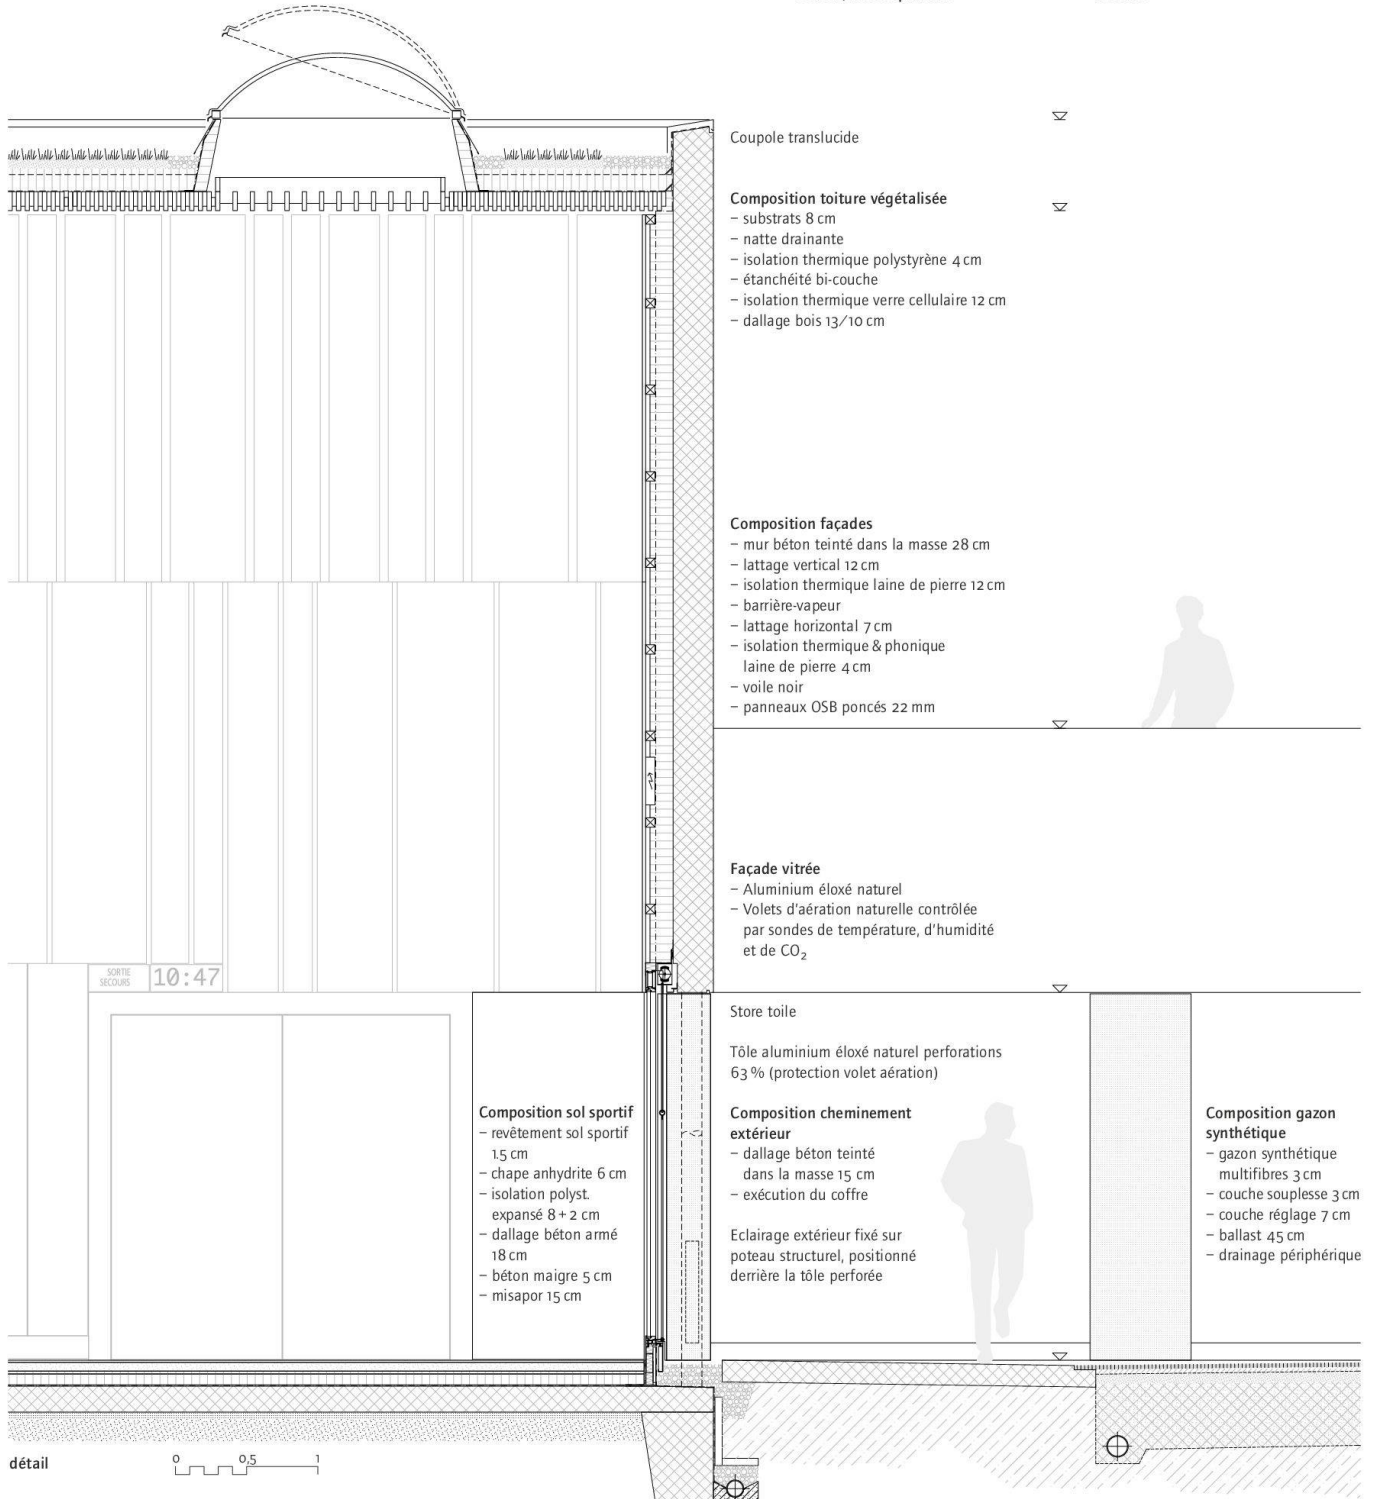 Coupole translucide
Composition toiture végétalisée
– substrats 8 cm
– natte drainante
– isolation thermique polystyrène 4 cm
– étanchéité bi-couche
– isolation thermique verre cellulaire 12 cm
– dallage bois 13/10 cm
Composition façades
– mur béton teinté dans la masse 28 cm
– lattage vertical 12 cm
– isolation thermique laine de pierre 12 cm
– barrière-vapeur
– lattage horizontal 7 cm
– isolation thermique & phonique
laine de pierre 4 cm
– voile noir
– panneaux OSB poncés 22 mm
Façade vitrée
– Aluminium éloxé naturel
– Volets d'aération naturelle contrôlée
par sondes de température, d'humidité
et de CO₂
SORTIE
SECOURS
10:47
Store toile
Tôle aluminium éloxé naturel perforations
63 % (protection volet aération)
Composition sol sportif
– revêtement sol sportif
1.5 cm
– chape anhydrite 6 cm
– isolation polyst.
expansé 8 + 2 cm
– dallage béton armé
18 cm
– béton maigre 5 cm
– misapor 15 cm
Composition cheminement
extérieur
– dallage béton teinté
dans la masse 15 cm
– exécution du coffre
Eclairage extérieur fixé sur
poteau structurel, positionné
derrière la tôle perforée
Composition gazon
synthétique
– gazon synthétique
multifibres 3 cm
– couche souplesse 3 cm
– couche réglage 7 cm
– ballast 45 cm
– drainage périphérique
détail
0 0,5 1